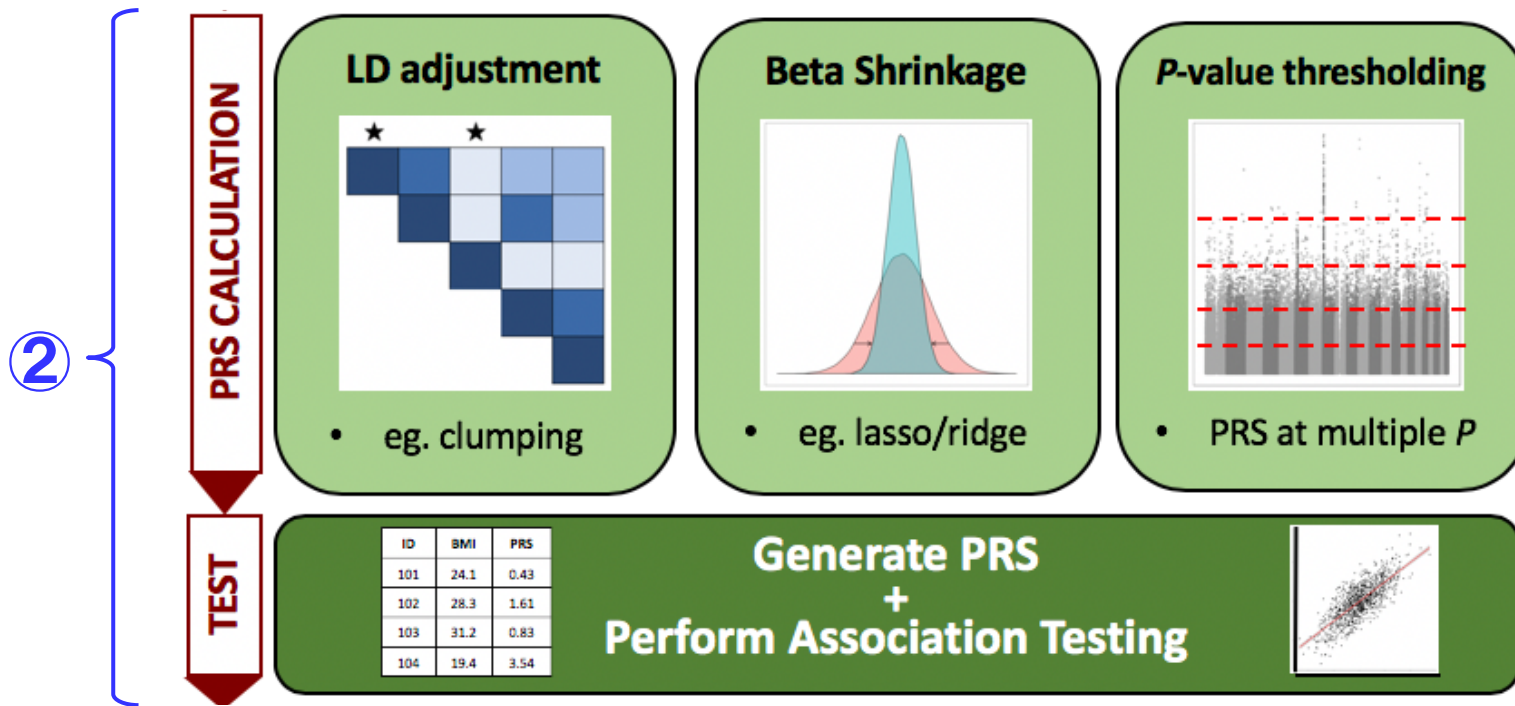 ②
PRS CALCULATION
LD adjustment
• eg. clumping
Beta Shrinkage
• eg. lasso/ridge
P-value thresholding
• PRS at multiple P
TEST
ID BMI PRS
101 24.1 0.43
102 28.3 1.61
103 31.2 0.83
104 19.4 3.54
Generate PRS
+
Perform Association Testing